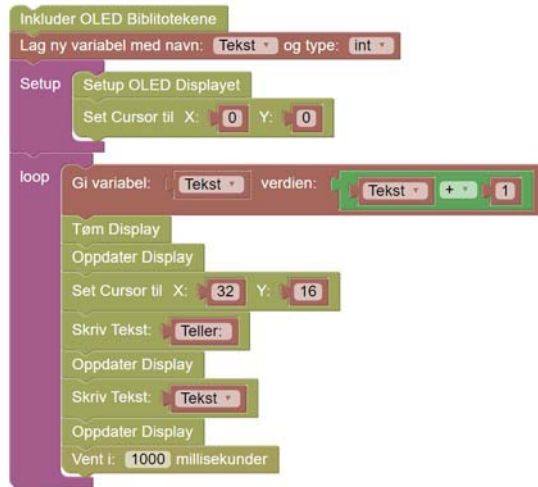 Inkluder OLED Biblitotekene
Lag ny variabel med navn: Tekst og type: int
Setup
Setup OLED Displayet
Set Cursor til X: 0 Y: 0
loop
Gi variabel: Tekst verdien: Tekst + 1
Tøm Display
Oppdater Display
Set Cursor til X: 32 Y: 16
Skriv Tekst: Teller:
Oppdater Display
Skriv Tekst: Tekst
Oppdater Display
Vent i: 1000 millisekunder